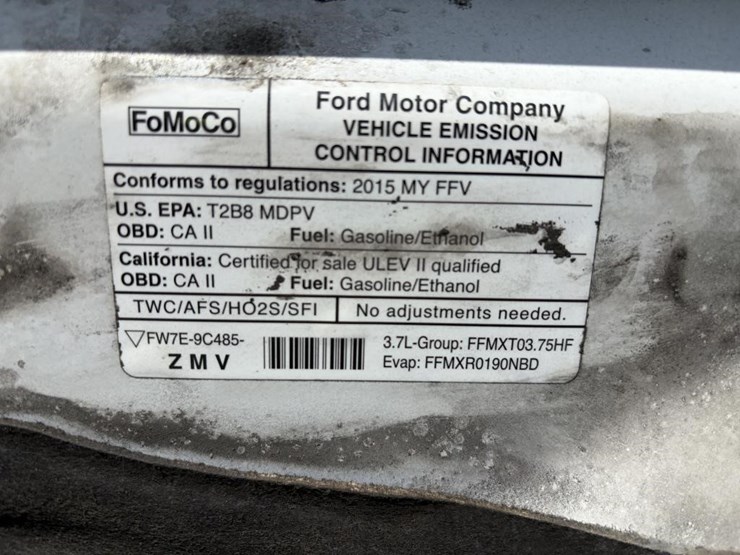 FoMoCo
Ford Motor Company
VEHICLE EMISSION
CONTROL INFORMATION
Conforms to regulations: 2015 MY FFV
U.S. EPA: T2B8 MDPV
OBD: CA II Fuel: Gasoline/Ethanol
California: Certified for sale ULEV II qualified
OBD: CA II Fuel: Gasoline/Ethanol
TWC/AFS/HO2S/SFI No adjustments needed.
FW7E-9C485-
Z M V
3.7L-Group: FFMXT03.75HF
Evap: FFMXR0190NBD